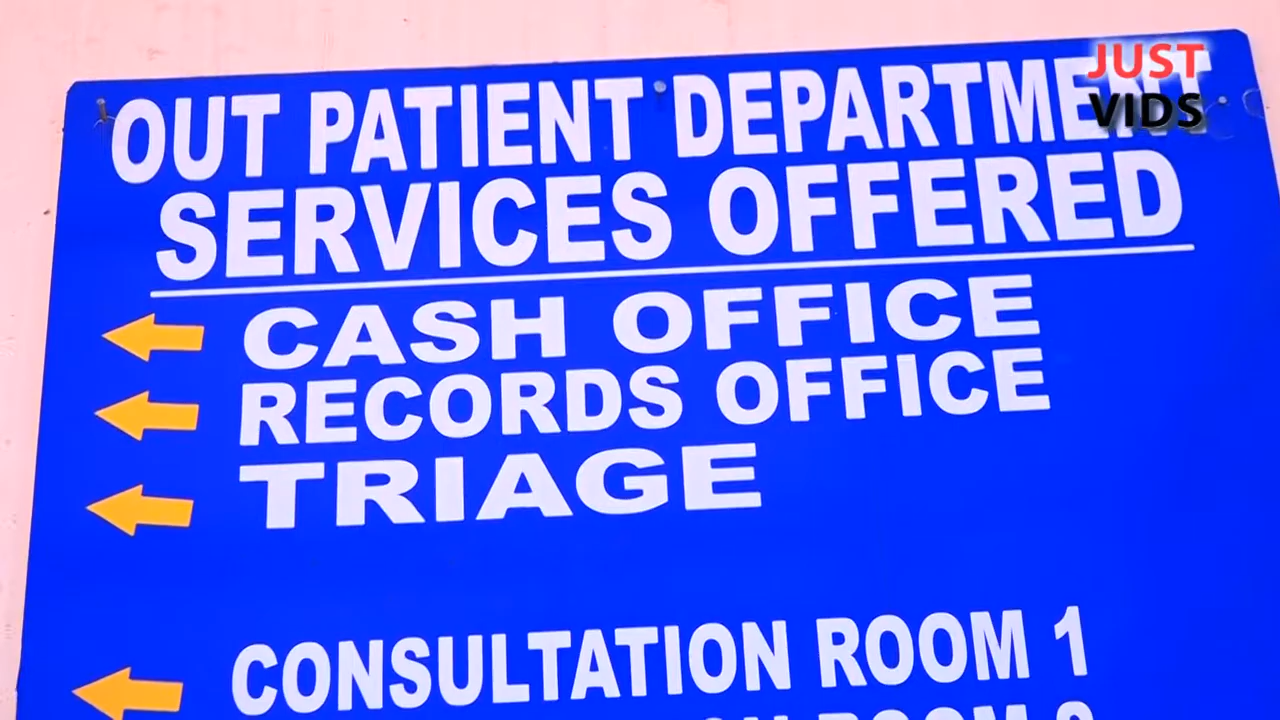 JUST
VIDS
OUT PATIENT DEPARTMENT
SERVICES OFFERED
CASH OFFICE
RECORDS OFFICE
TRIAGE
CONSULTATION ROOM 1